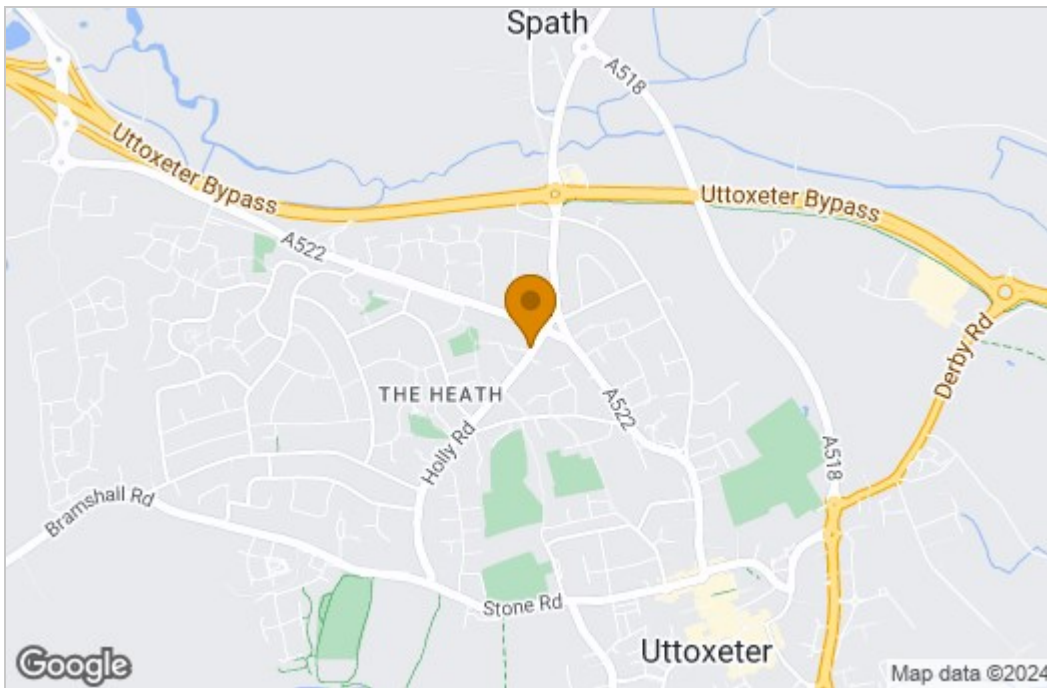 Spath
A518
Uttoxeter Bypass
Uttoxeter Bypass
A522
THE HEATH
Derby Rd
A522
Holly Rd
A518
Bramshall Rd
Stone Rd
Uttoxeter
Google
Map data ©2024